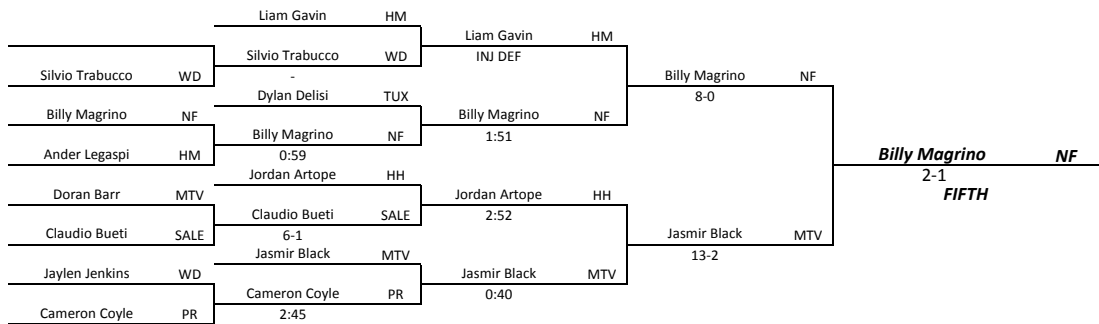 Liam Gavin HM
Liam Gavin HM
Silvio Trabucco WD
INJ DEF
Silvio Trabucco WD
-
Billy Magrino NF
8-0
Dylan Delisi TUX
Billy Magrino NF
Billy Magrino NF
1:51
Billy Magrino NF
0:59
Ander Legaspi HM
Billy Magrino NF
2-1
FIFTH
Jordan Artope HH
Doran Barr MTV
Jordan Artope HH
2:52
Claudio Bueti SALE
6-1
Claudio Bueti SALE
Jasmir Black MTV
13-2
Jasmir Black MTV
Jaylen Jenkins WD
Jasmir Black MTV
0:40
Cameron Coyle PR
2:45
Cameron Coyle PR